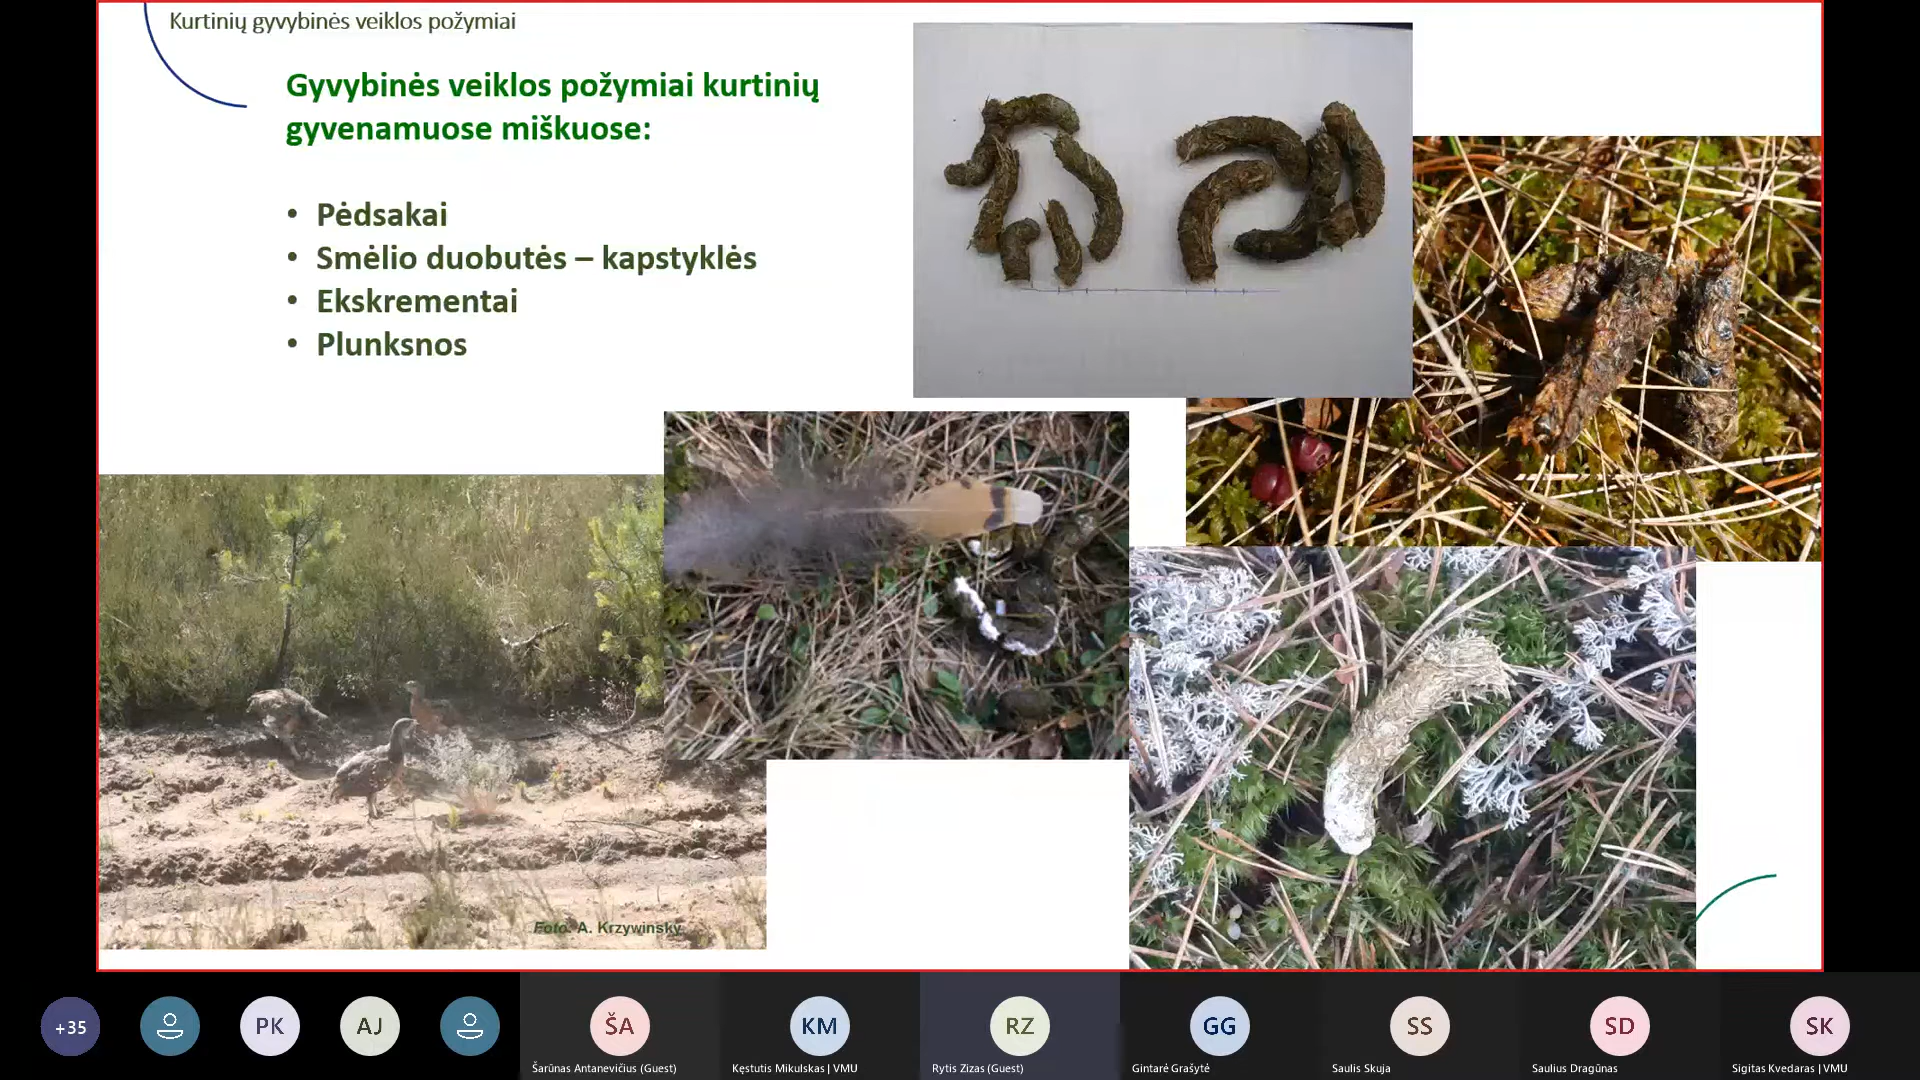 Kurtinių gyvybinės veiklos požymiai
Gyvybinės veiklos požymiai kurtinių
gyvenamuose miškuose:
• Pėdsakai
• Smėlio duobutės – kapstyklės
• Ekskrementai
• Plunksnos
Foto: A. Krzywinsky
+35
PK
AJ
ŠA
KM
RZ
GG
SS
SD
SK
Šarūnas Antanevičius (Guest)
Kęstutis Mikulskas | VMU
Rytis Zizas (Guest)
Gintarė Grašytė
Saulis Skuja
Saulius Dragūnas
Sigitas Kvedaras | VMU